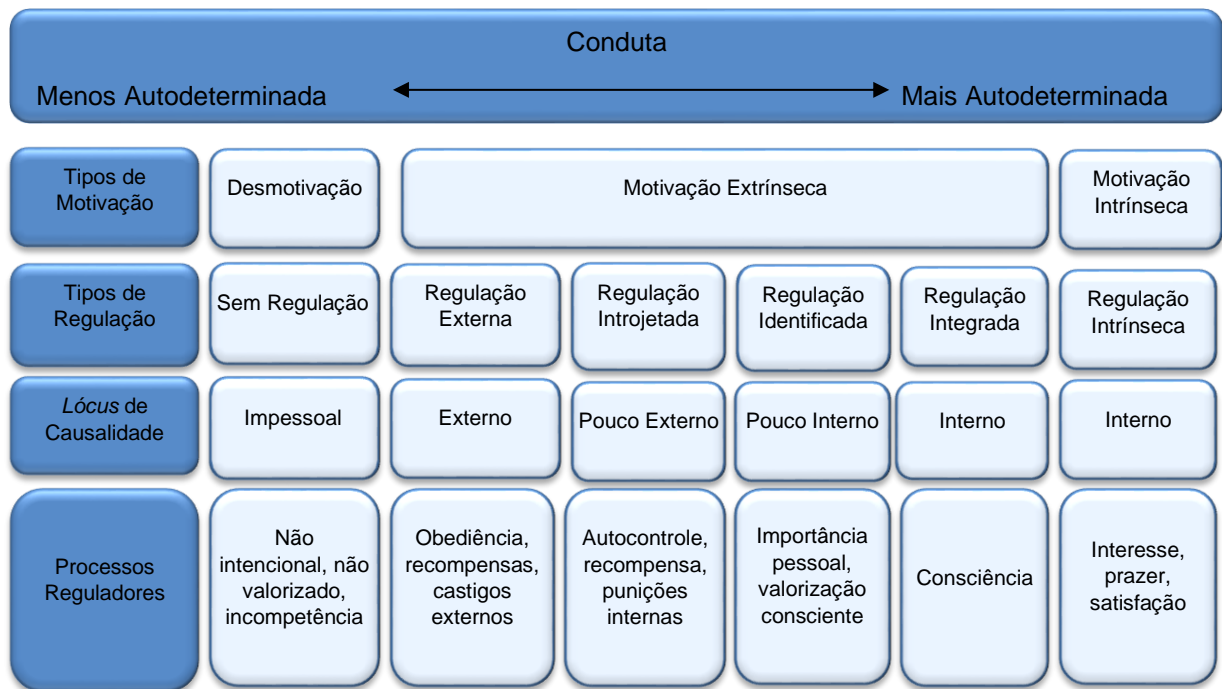 Conduta
Menos Autodeterminada
Mais Autodeterminada
Tipos de
Motivação
Desmotivação
Motivação Extrínseca
Motivação
Intrínseca
Tipos de
Regulação
Sem Regulação
Regulação
Externa
Regulação
Introjetada
Regulação
Identificada
Regulação
Integrada
Regulação
Intrínseca
Lócus de
Causalidade
Impessoal
Externo
Pouco Externo
Pouco Interno
Interno
Interno
Processos
Reguladores
Não
intencional, não
valorizado,
incompetência
Obediência,
recompensas,
castigos
externos
Autocontrole,
recompensa,
punições
internas
Importância
pessoal,
valorização
consciente
Consciência
Interesse,
prazer,
satisfação